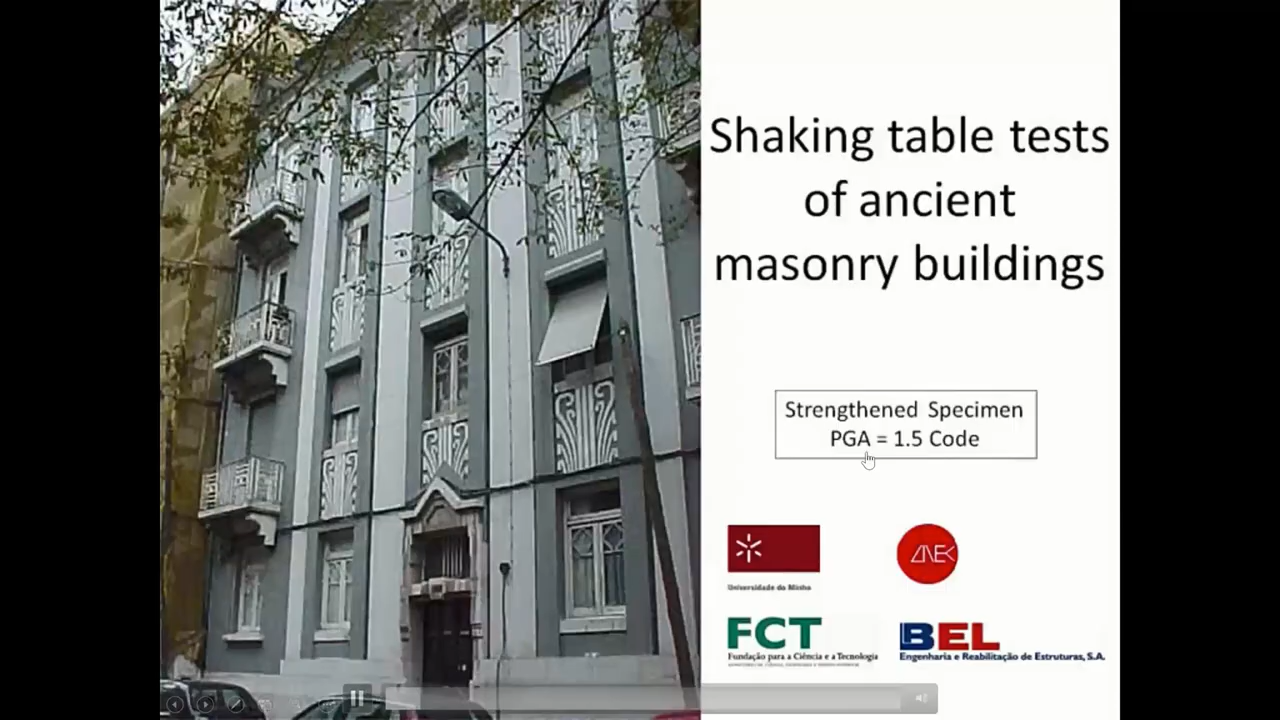 Shaking table tests
of ancient
masonry buildings
Strengthened Specimen
PGA = 1.5 Code
Universidade do Minho
LNEC
FCT
Fundação para a Ciência e a Tecnologia
BEL
Engenharia e Reabilitação de Estruturas, S.A.